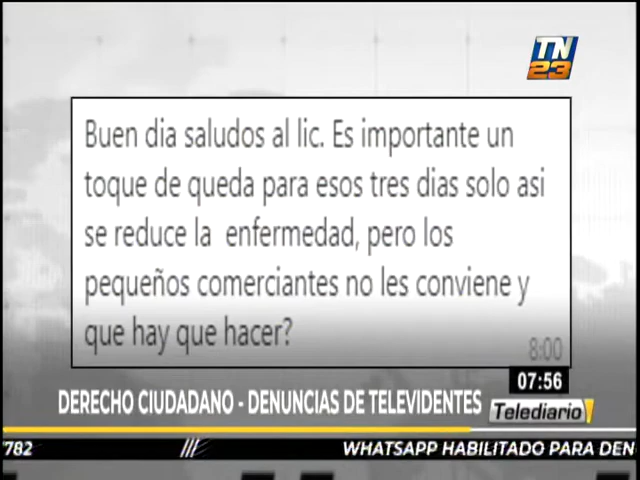 TN
23
Buen dia saludos al lic. Es importante un
toque de queda para esos tres dias solo asi
se reduce la  enfermedad, pero los
pequeños comerciantes no les conviene y
que hay que hacer?
8:00
07:56
DERECHO CIUDADANO - DENUNCIAS DE TELEVIDENTES
Telediario
7782 /// WHATSAPP HABILITADO PARA DEN